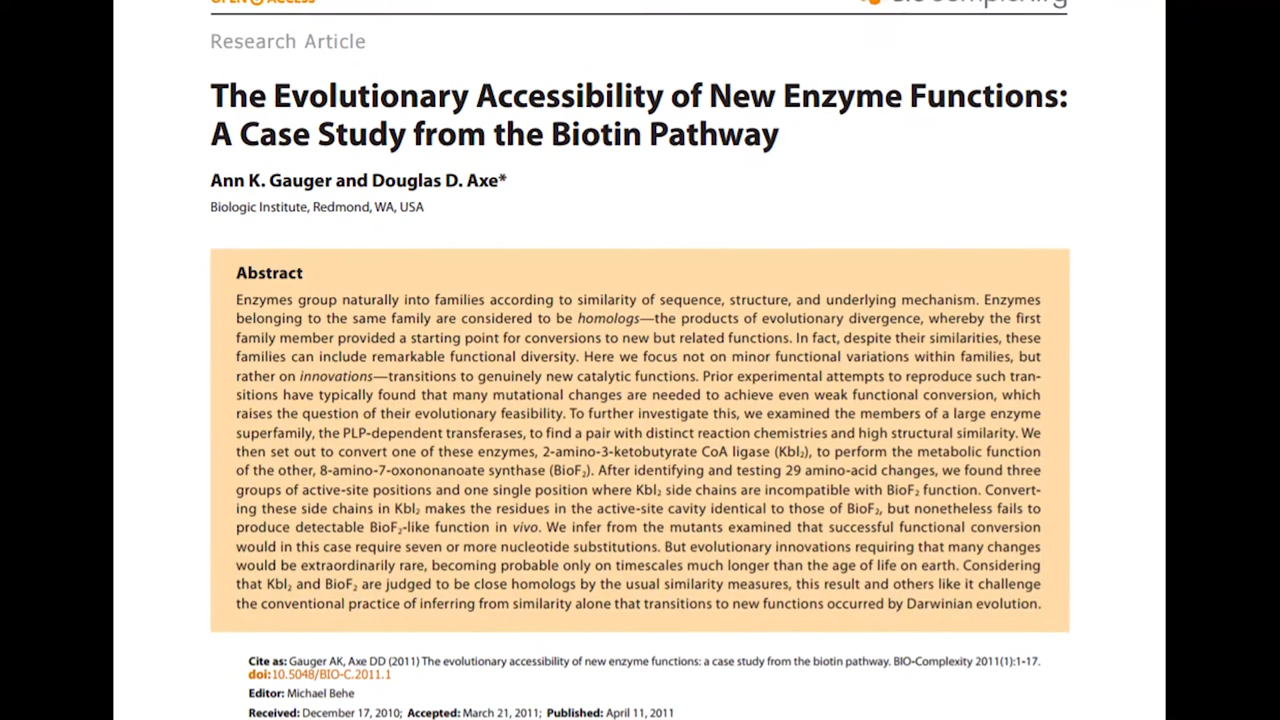 OPEN ACCESS
Research Article
The Evolutionary Accessibility of New Enzyme Functions:
A Case Study from the Biotin Pathway
Ann K. Gauger and Douglas D. Axe*
Biologic Institute, Redmond, WA, USA
Abstract
Enzymes group naturally into families according to similarity of sequence, structure, and underlying mechanism. Enzymes
belonging to the same family are considered to be homologs—the products of evolutionary divergence, whereby the first
family member provided a starting point for conversions to new but related functions. In fact, despite their similarities, these
families can include remarkable functional diversity. Here we focus not on minor functional variations within families, but
rather on innovations—transitions to genuinely new catalytic functions. Prior experimental attempts to reproduce such tran-
sitions have typically found that many mutational changes are needed to achieve even weak functional conversion, which
raises the question of their evolutionary feasibility. To further investigate this, we examined the members of a large enzyme
superfamily, the PLP-dependent transferases, to find a pair with distinct reaction chemistries and high structural similarity. We
then set out to convert one of these enzymes, 2-amino-3-ketobutyrate CoA ligase (Kbl₂), to perform the metabolic function
of the other, 8-amino-7-oxononanoate synthase (BioF₂). After identifying and testing 29 amino-acid changes, we found three
groups of active-site positions and one single position where Kbl₂ side chains are incompatible with BioF₂ function. Convert-
ing these side chains in Kbl₂ makes the residues in the active-site cavity identical to those of BioF₂, but nonetheless fails to
produce detectable BioF₂-like function in vivo. We infer from the mutants examined that successful functional conversion
would in this case require seven or more nucleotide substitutions. But evolutionary innovations requiring that many changes
would be extraordinarily rare, becoming probable only on timescales much longer than the age of life on earth. Considering
that Kbl₂ and BioF₂ are judged to be close homologs by the usual similarity measures, this result and others like it challenge
the conventional practice of inferring from similarity alone that transitions to new functions occurred by Darwinian evolution.
Cite as: Gauger AK, Axe DD (2011) The evolutionary accessibility of new enzyme functions: a case study from the biotin pathway. BIO-Complexity 2011(1):1-17.
doi:10.5048/BIO-C.2011.1
Editor: Michael Behe
Received: December 17, 2010; Accepted: March 21, 2011; Published: April 11, 2011